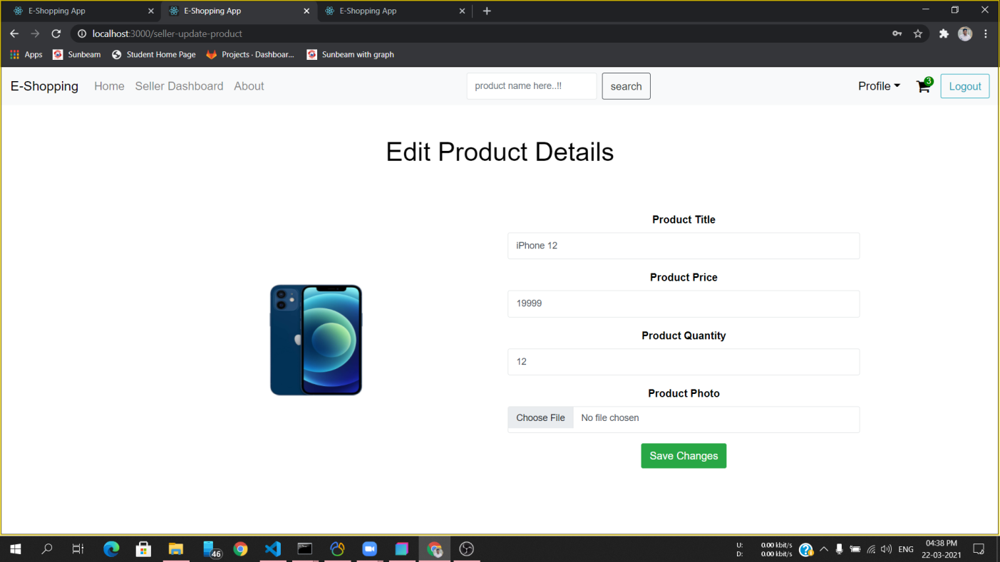 E-Shopping App
E-Shopping App
E-Shopping App
localhost:3000/seller-update-product
Apps
Sunbeam
Student Home Page
Projects · Dashboar...
Sunbeam with graph
E-Shopping
Home
Seller Dashboard
About
product name here..!!
search
Profile
3
Logout
Edit Product Details
Product Title
iPhone 12
Product Price
19999
Product Quantity
12
Product Photo
Choose File
No file chosen
Save Changes
46
U: 0.00 kbit/s
D: 0.00 kbit/s
ENG
04:38 PM
22-03-2021